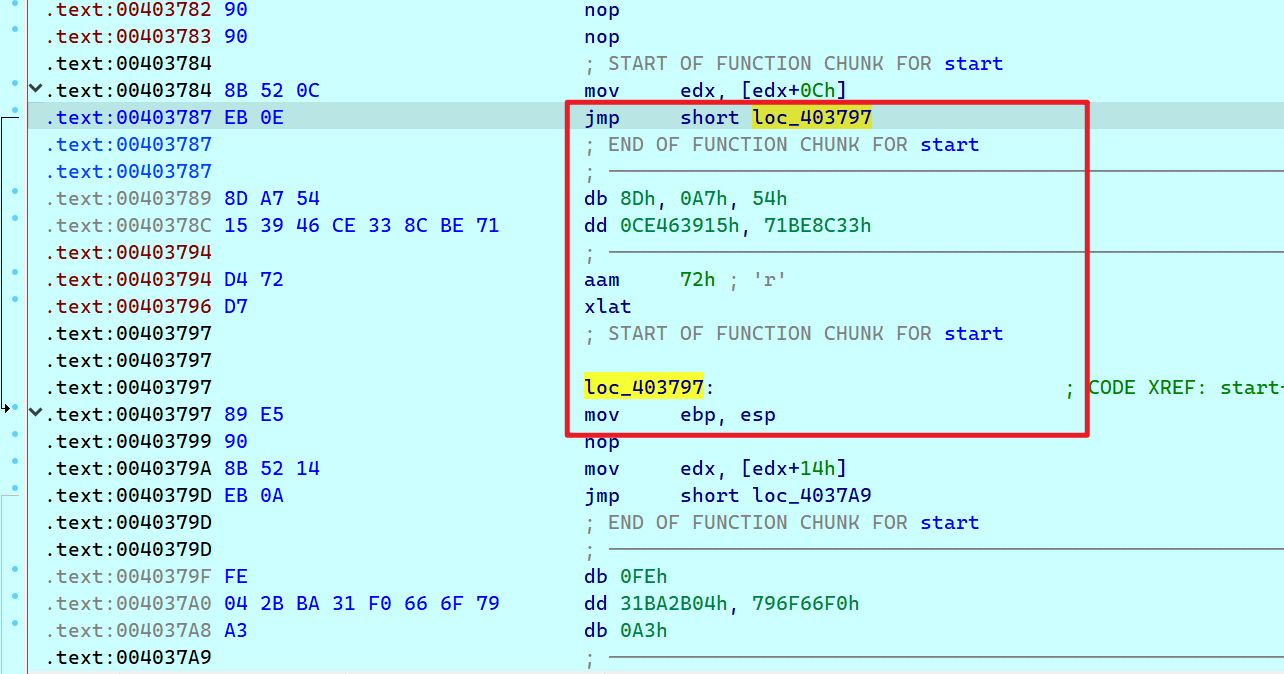 .text:00403782 90 nop
.text:00403783 90 nop
.text:00403784 ; START OF FUNCTION CHUNK FOR start
.text:00403784 8B 52 0C mov edx, [edx+0Ch]
.text:00403787 EB 0E jmp short loc_403797
.text:00403787 ; END OF FUNCTION CHUNK FOR start
.text:00403787 ;
.text:00403789 8D A7 54 db 8Dh, 0A7h, 54h
.text:0040378C 15 39 46 CE 33 8C BE 71 dd 0CE463915h, 71BE8C33h
.text:00403794 ;
.text:00403794 D4 72 aam 72h ; 'r'
.text:00403796 D7 xlat
.text:00403797 ; START OF FUNCTION CHUNK FOR start
.text:00403797
.text:00403797 loc_403797: ; CODE XREF: start
.text:00403797 89 E5 mov ebp, esp
.text:00403799 90 nop
.text:0040379A 8B 52 14 mov edx, [edx+14h]
.text:0040379D EB 0A jmp short loc_4037A9
.text:0040379D ; END OF FUNCTION CHUNK FOR start
.text:0040379D ;
.text:0040379F FE db 0FEh
.text:004037A0 04 2B BA 31 F0 66 6F 79 dd 31BA2B04h, 796F66F0h
.text:004037A8 A3 db 0A3h
.text:004037A9 ;